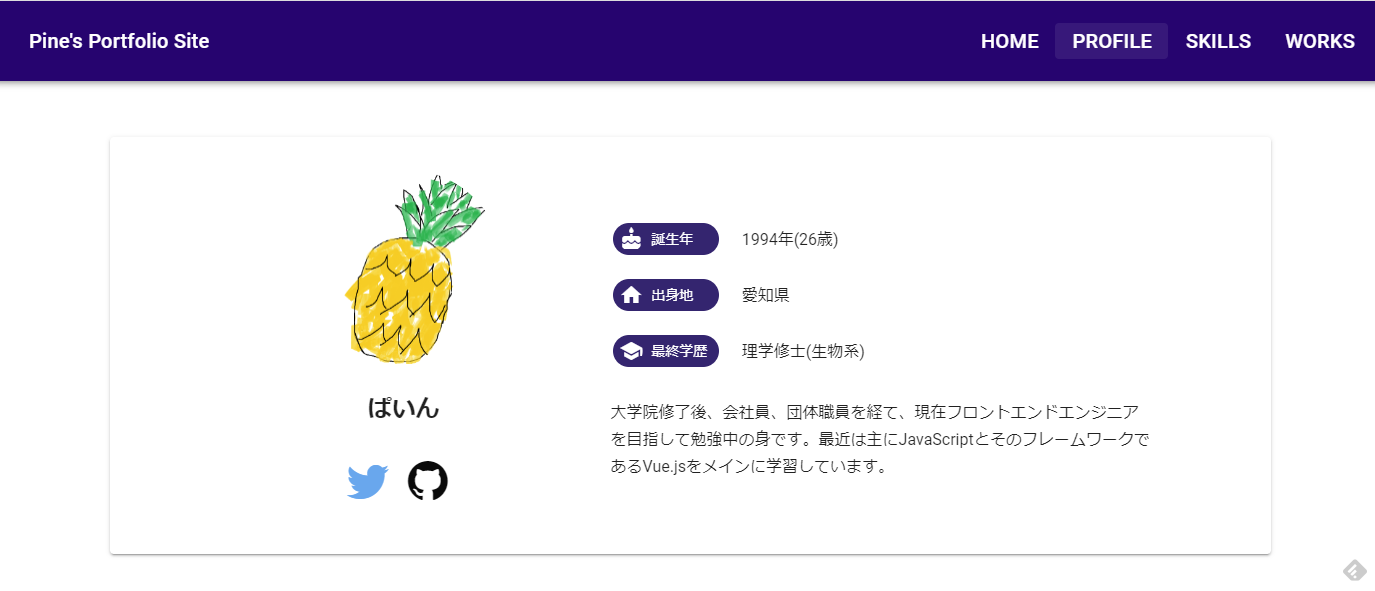 Pine's Portfolio Site
HOME PROFILE SKILLS WORKS
誕生年 1994年(26歳)
出身地 愛知県
最終学歴 理学修士(生物系)
大学院修了後、会社員、団体職員を経て、現在フロントエンドエンジニア
を目指して勉強中の身です。最近は主にJavaScriptとそのフレームワークで
あるVue.jsをメインに学習しています。
ぱいん